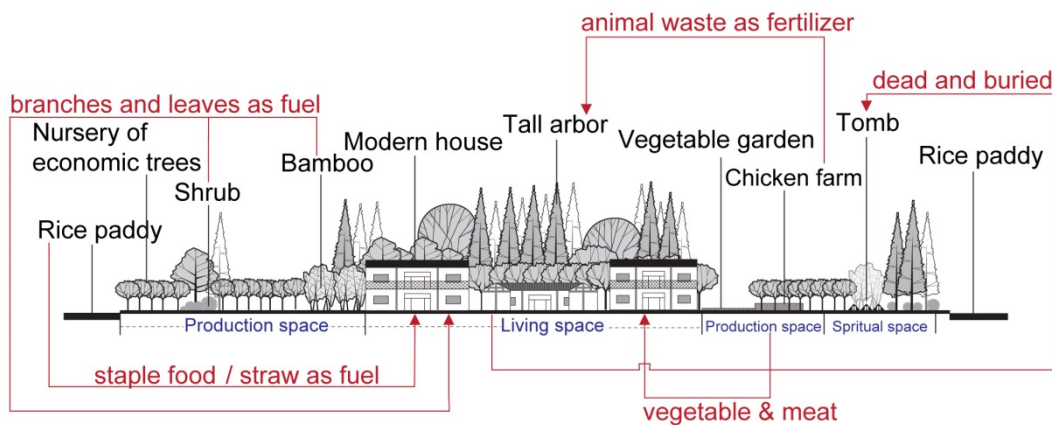 animal waste as fertilizer
dead and buried
branches and leaves as fuel
Nursery of
economic trees
Modern house
Tall arbor
Vegetable garden
Tomb
Rice paddy
Bamboo
Shrub
Chicken farm
Rice paddy
Production space
Living space
Production space
Spritual space
staple food / straw as fuel
vegetable & meat